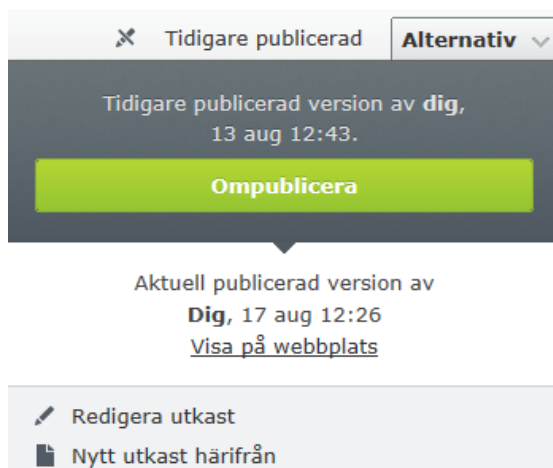 Tidigare publicerad
Alternativ
Tidigare publicerad version av dig,
13 aug 12:43.
Ompublicera
Aktuell publicerad version av
Dig, 17 aug 12:26
Visa på webbplats
Redigera utkast
Nytt utkast härifrån